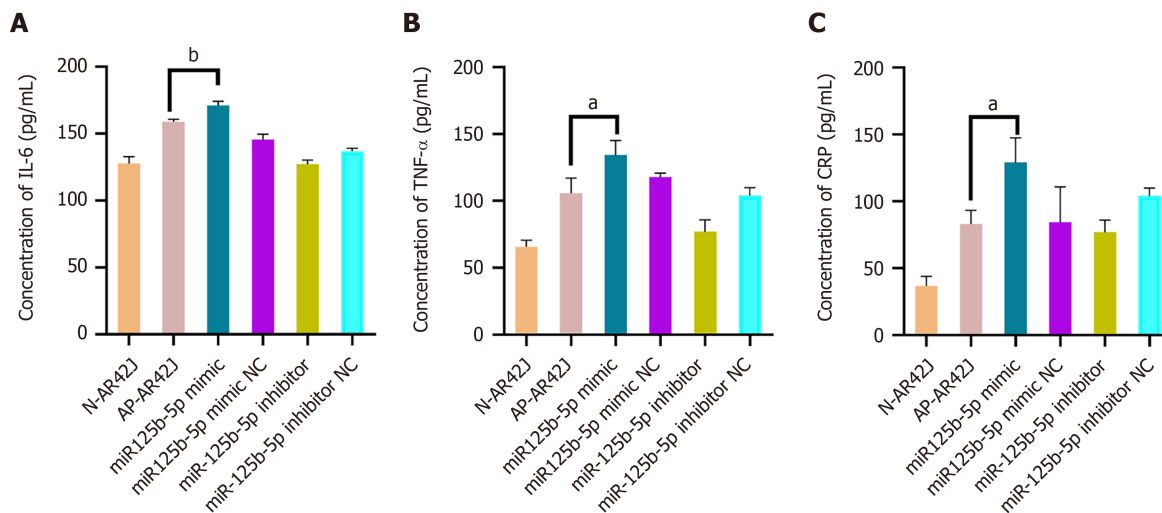 A
Concentration of IL-6 (pg/mL)
200
150
100
50
0
b
N-AR42J
AP-AR42J
miR125b-5p mimic
miR125b-5p mimic NC
miR-125b-5p inhibitor
miR-125b-5p inhibitor NC
B
Concentration of TNF-α (pg/mL)
200
150
100
50
0
a
N-AR42J
AP-AR42J
miR125b-5p mimic
miR125b-5p mimic NC
miR-125b-5p inhibitor
miR-125b-5p inhibitor NC
C
Concentration of CRP (pg/mL)
200
150
100
50
0
a
N-AR42J
AP-AR42J
miR125b-5p mimic
miR125b-5p mimic NC
miR-125b-5p inhibitor
miR-125b-5p inhibitor NC